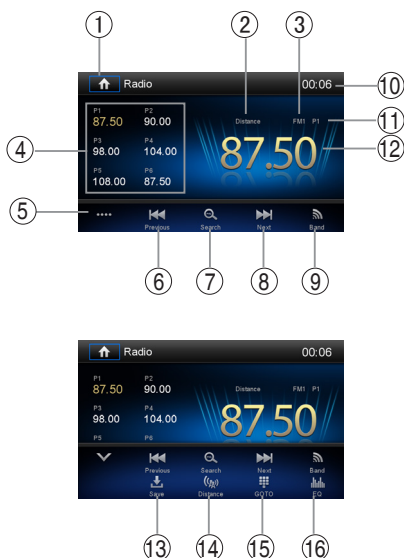 1 2 3
Radio 00:06 10
P1 P2 Distance FM1 P1 11
87.50 90.00
87.50 12
P3 P4
4 98.00 104.00
P5 P6
108.00 87.50
5
Previous Search Next Band
6 7 8 9
Radio 00:06
P1 P2
87.50 90.00 Distance FM1 P1
87.50
P3 P4
98.00 104.00
P5 P6
Previous Search Next Band
Save Distance GOTO EQ
13 14 15 16